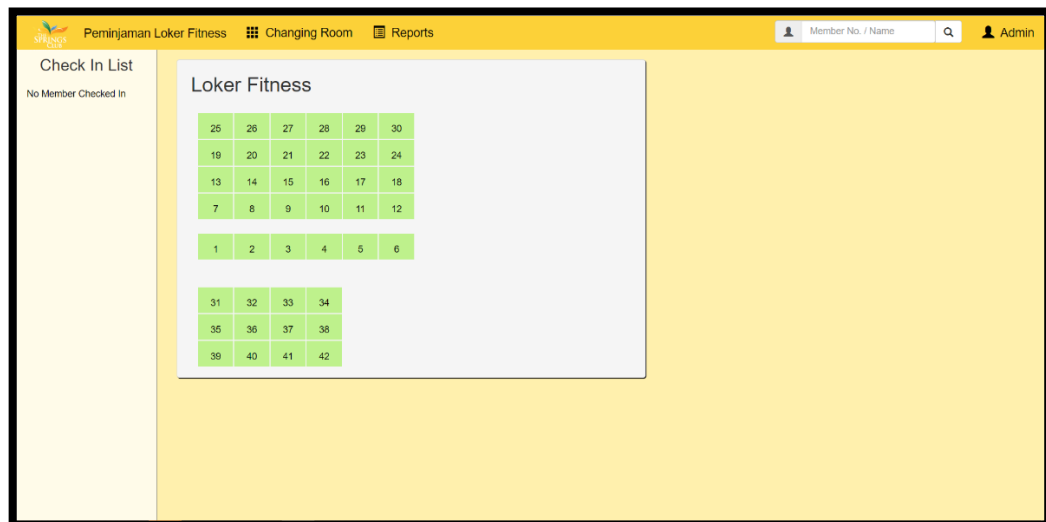 SPRINGS
CLUB
Peminjaman Loker Fitness Changing Room Reports Member No. / Name Admin
Check In List
No Member Checked In
Loker Fitness
25 26 27 28 29 30
19 20 21 22 23 24
13 14 15 16 17 18
7 8 9 10 11 12
1 2 3 4 5 6
31 32 33 34
35 36 37 38
39 40 41 42